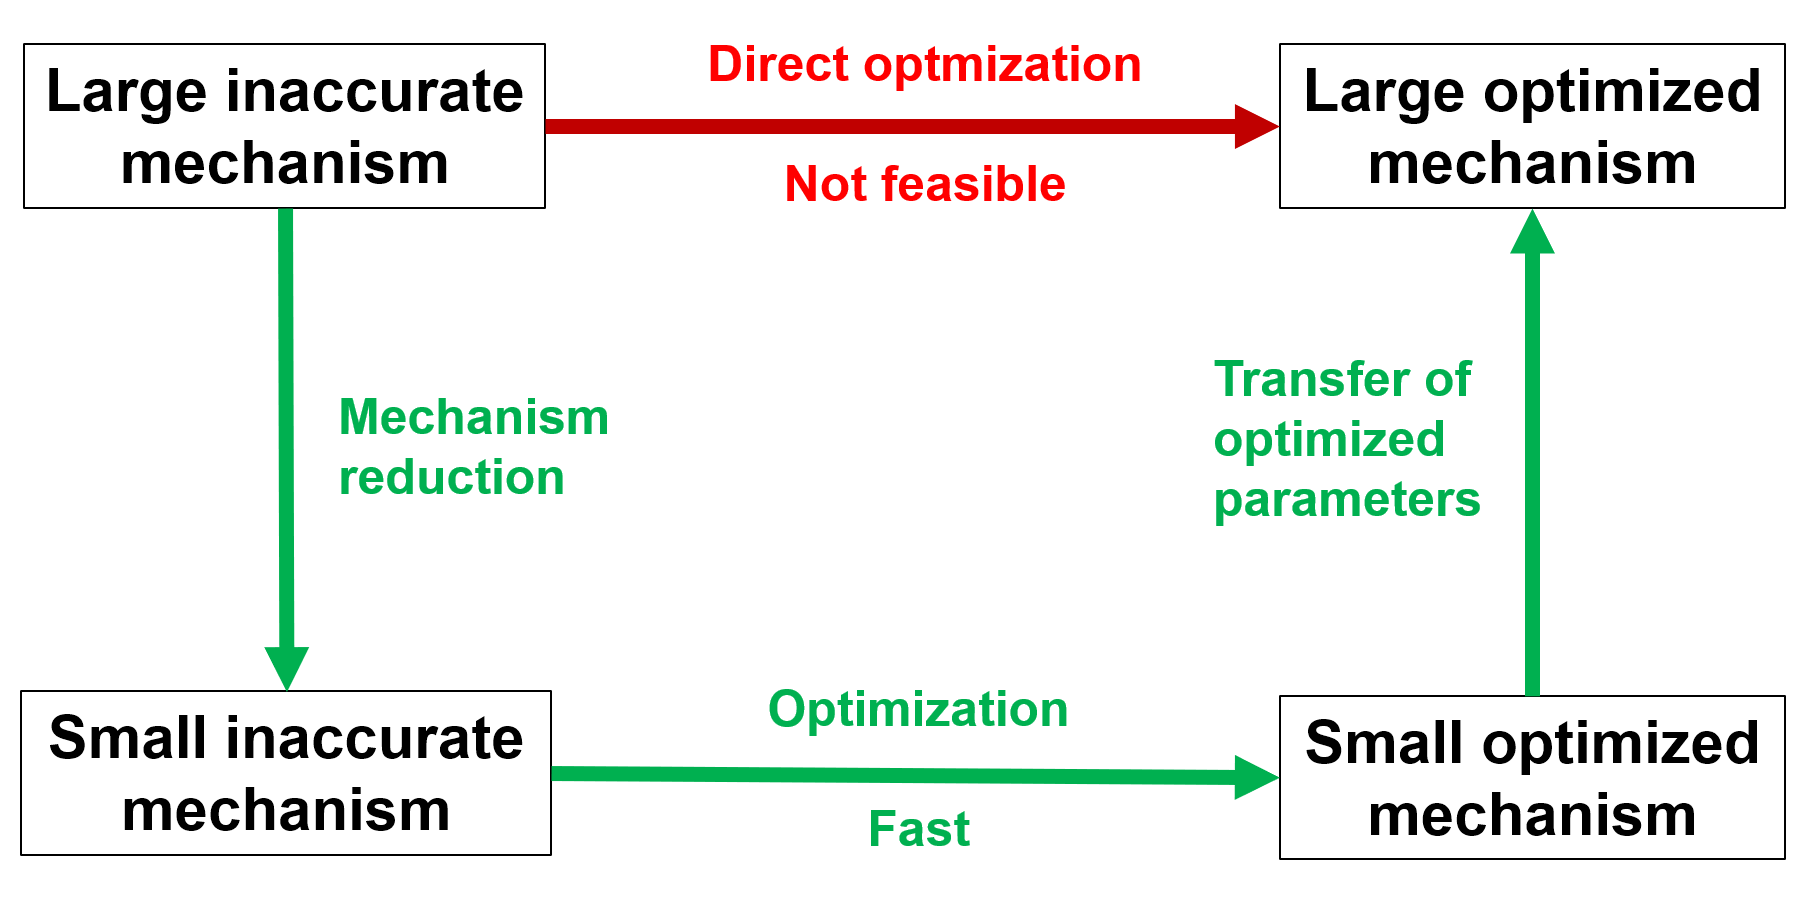 Large inaccurate
mechanism
Direct optmization
Not feasible
Large optimized
mechanism
Mechanism
reduction
Transfer of
optimized
parameters
Small inaccurate
mechanism
Optimization
Fast
Small optimized
mechanism